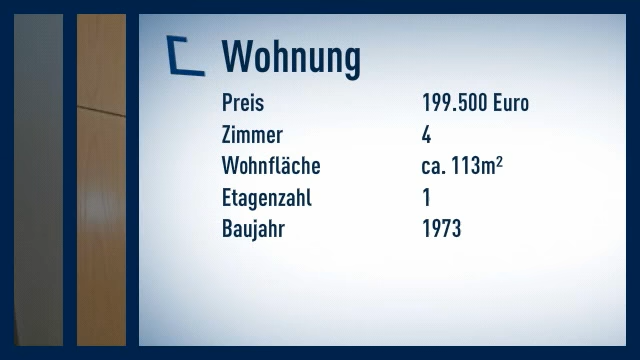 Wohnung
Preis 199.500 Euro
Zimmer 4
Wohnfläche ca. 113m²
Etagenzahl 1
Baujahr 1973